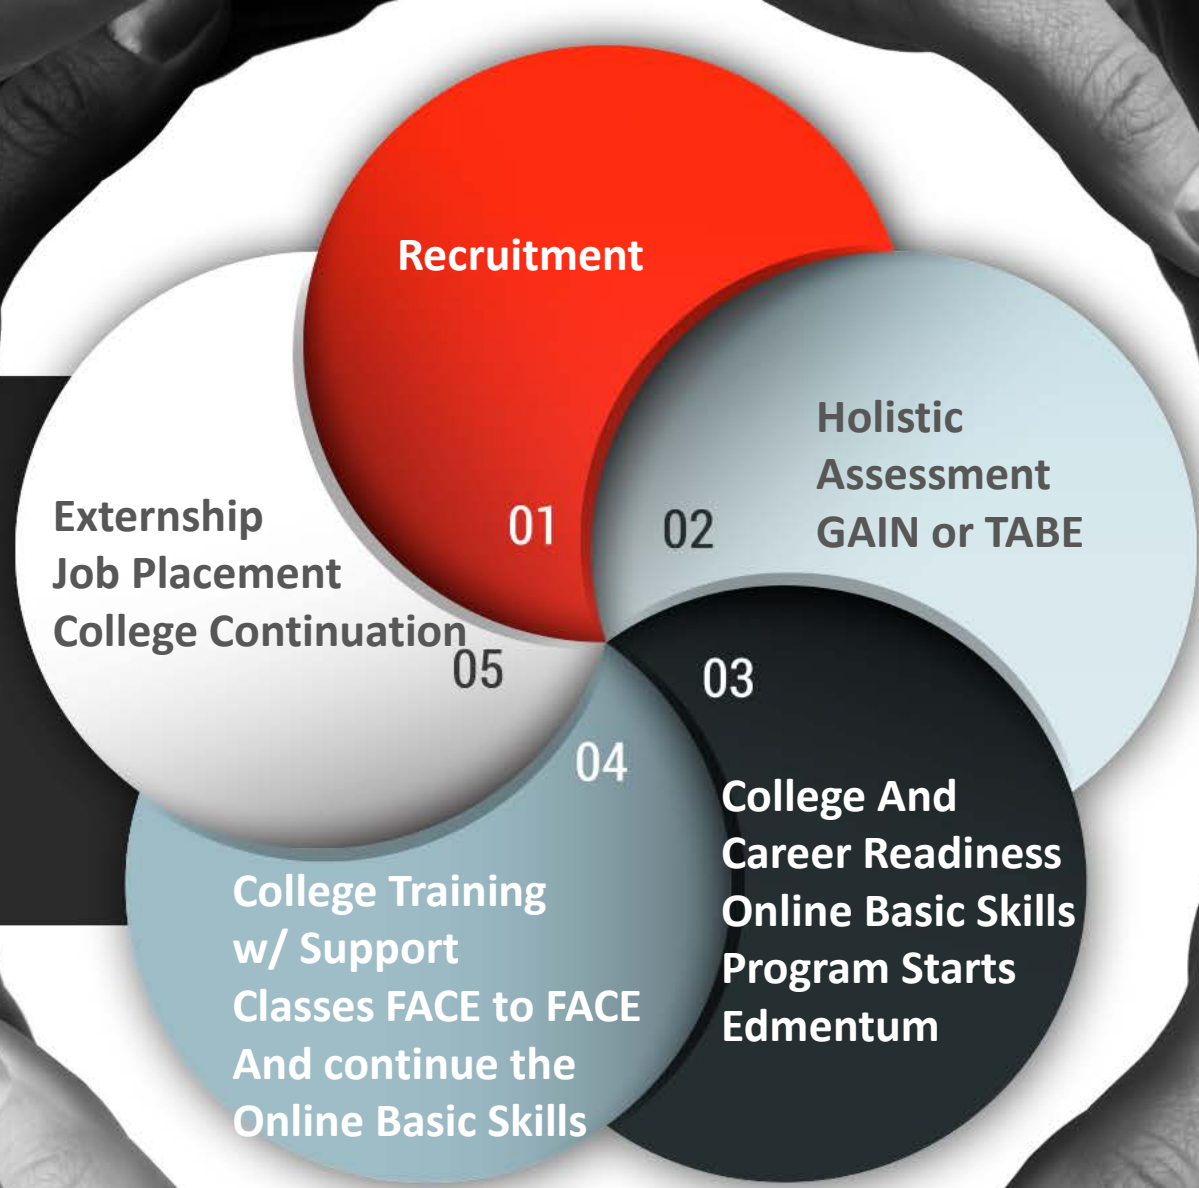 Recruitment
01
02
Holistic
Assessment
GAIN or TABE
03
College And
Career Readiness
Online Basic Skills
Program Starts
Edmentum
04
College Training
w/ Support
Classes FACE to FACE
And continue the
Online Basic Skills
05
Externship
Job Placement
College Continuation